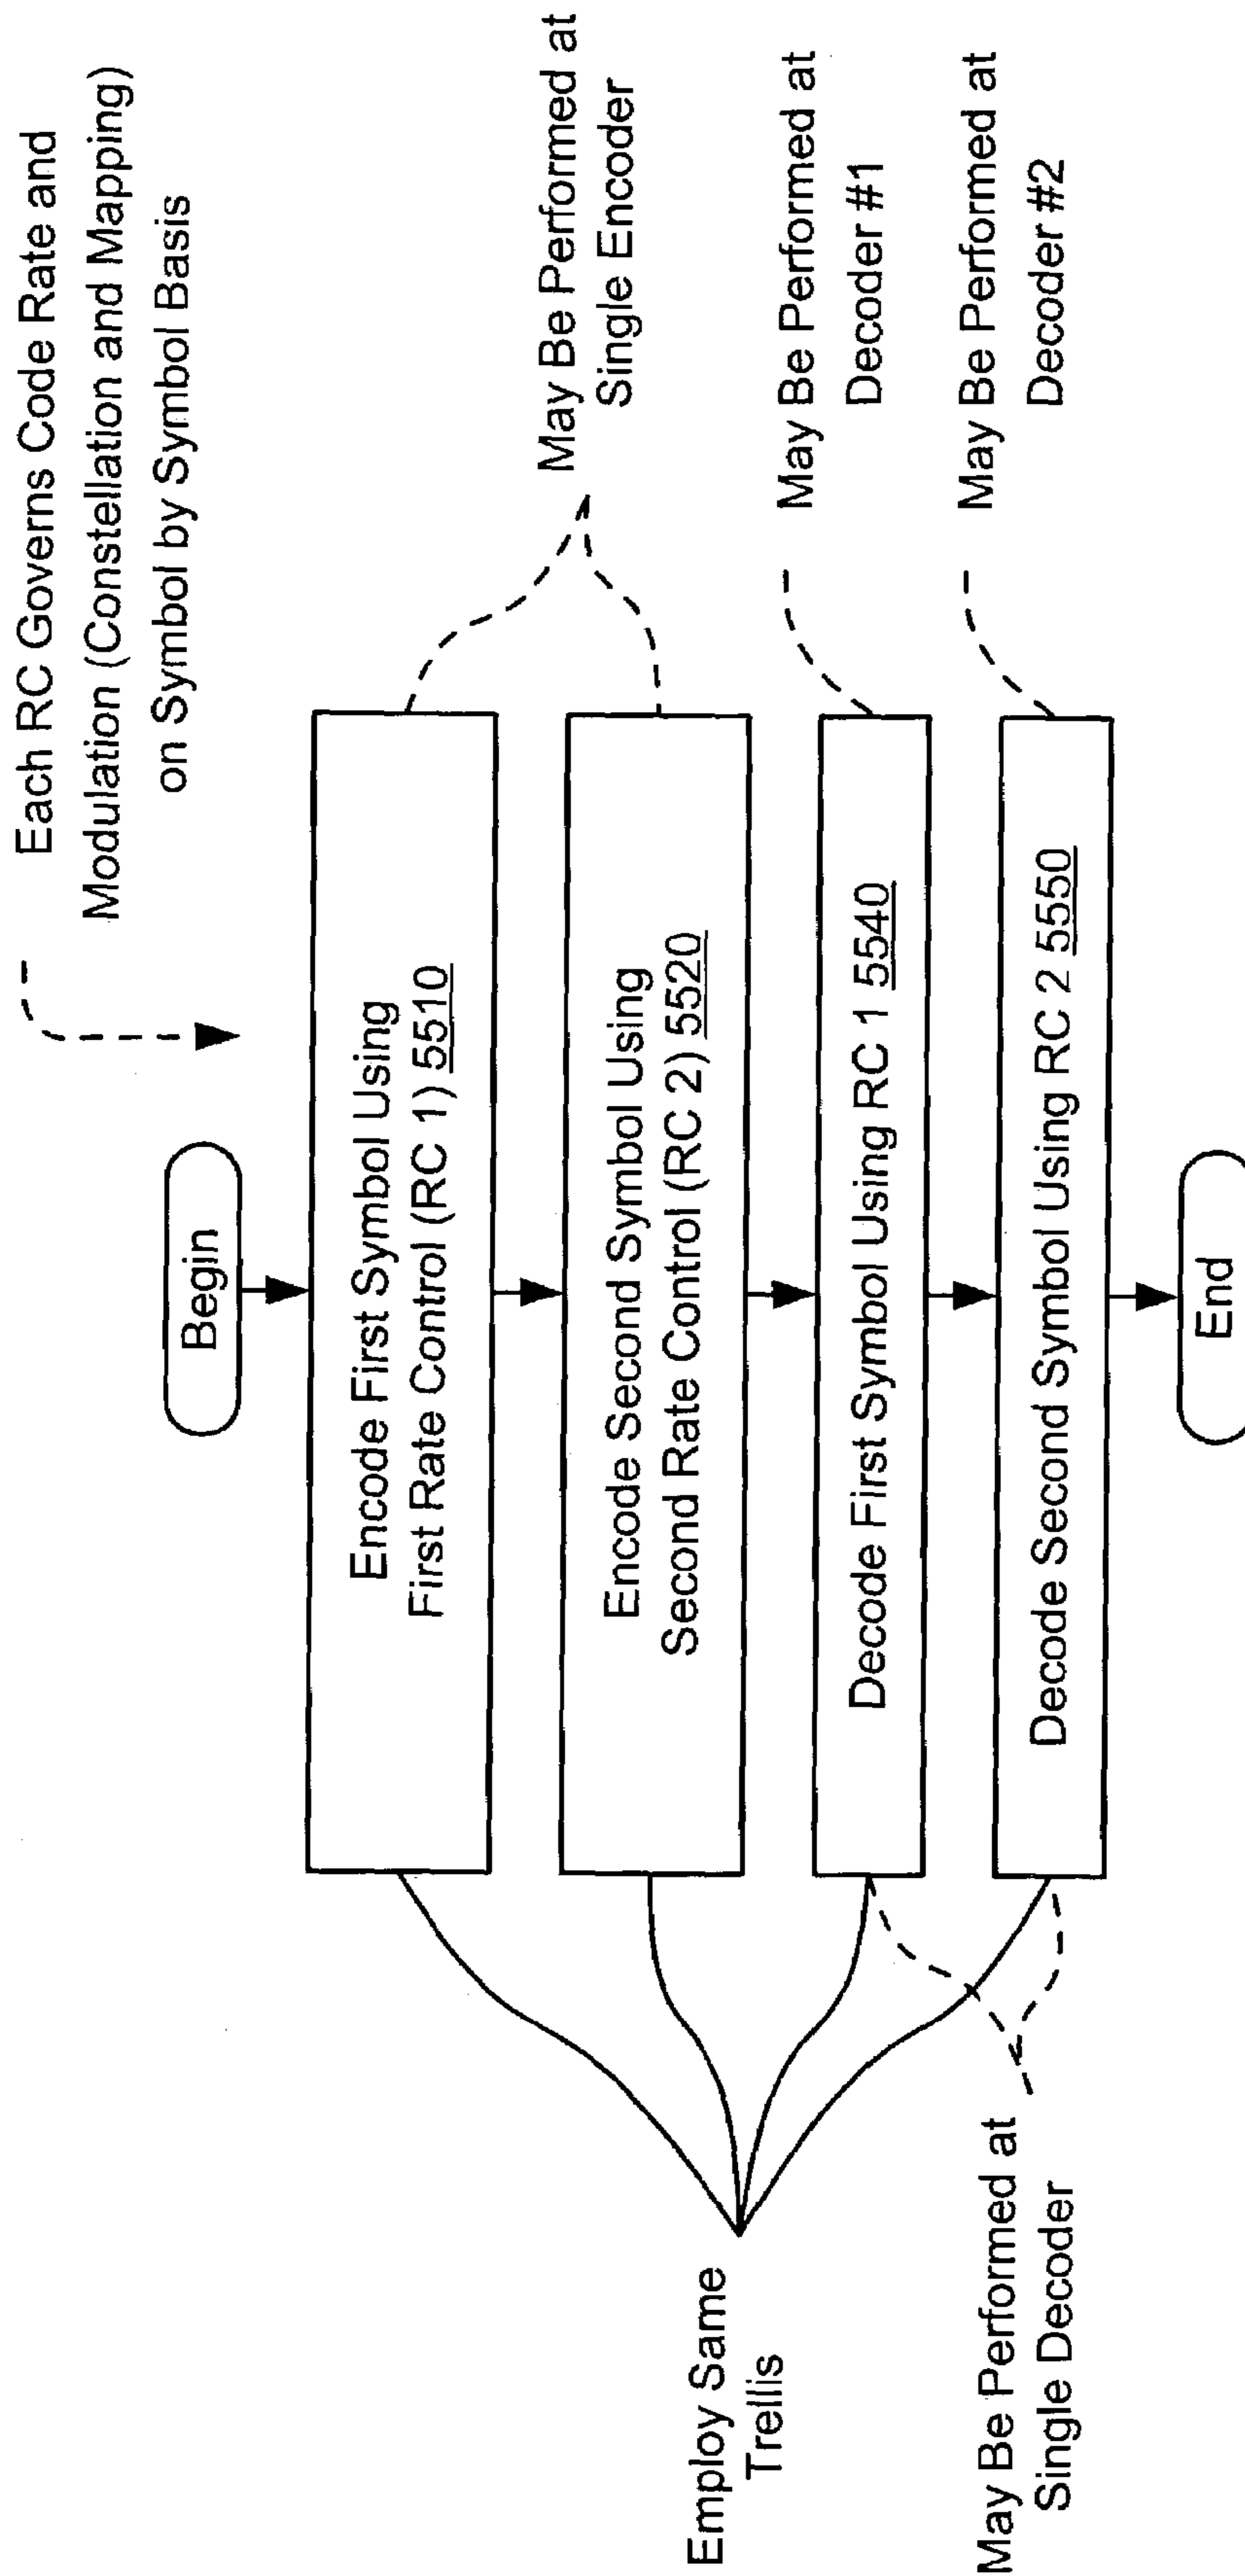 Each RC Governs Code Rate and
Modulation (Constellation and Mapping)
on Symbol by Symbol Basis
Begin
Encode First Symbol Using
First Rate Control (RC 1) 5510
May Be Performed at
Single Encoder
Encode Second Symbol Using
Second Rate Control (RC 2) 5520
Employ Same
Trellis
Decode First Symbol Using RC 1 5540
May Be Performed at
Decoder #1
Decode Second Symbol Using RC 2 5550
May Be Performed at
Decoder #2
May Be Performed at
Single Decoder
End